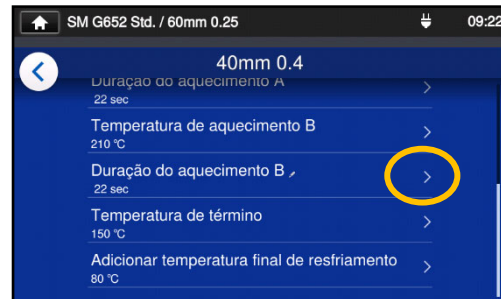 SM G652 Std. / 60mm 0.25 09:22
40mm 0.4
Duração do aquecimento A
22 sec
Temperatura de aquecimento B
210 °C
Duração do aquecimento B
22 sec
Temperatura de término
150 °C
Adicionar temperatura final de resfriamento
80 °C